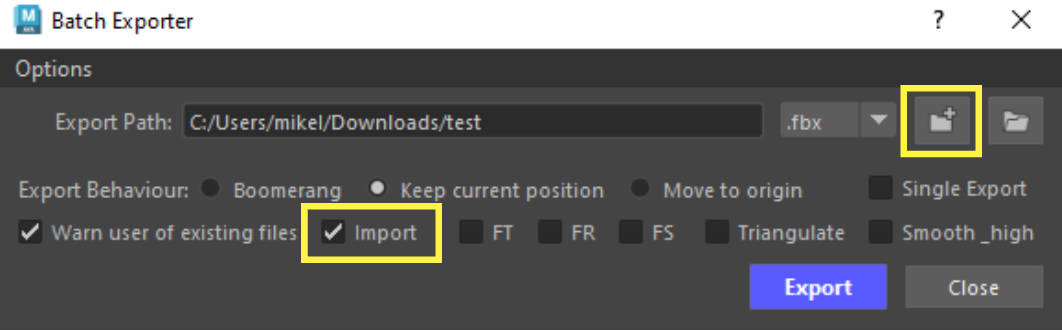 M Batch Exporter ? X
Options
Export Path: C:/Users/mikel/Downloads/test .fbx
Export Behaviour: Boomerang Keep current position Move to origin Single Export
Warn user of existing files Import FT FR FS Triangulate Smooth _high
Export Close